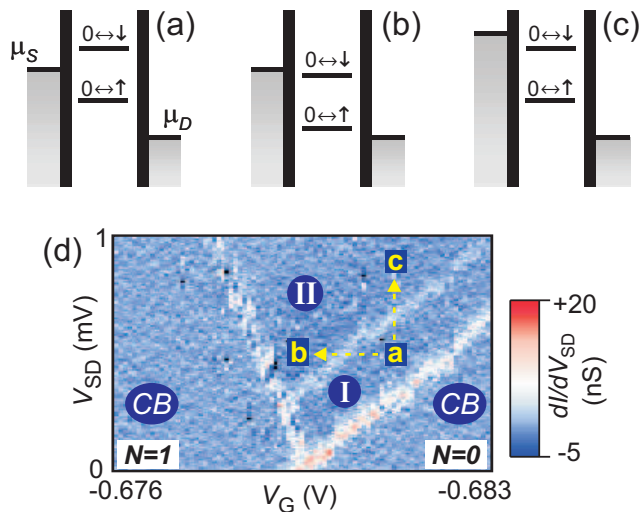 (a)
(b)
(c)
0↔↓
0↔↓
0↔↓
μS
0↔↑
0↔↑
0↔↑
μD
(d)
1
c
+20
II
b
a
VSD (mV)
dI/dVSD (nS)
I
CB
CB
N=1
N=0
0
-5
-0.676
VG (V)
-0.683